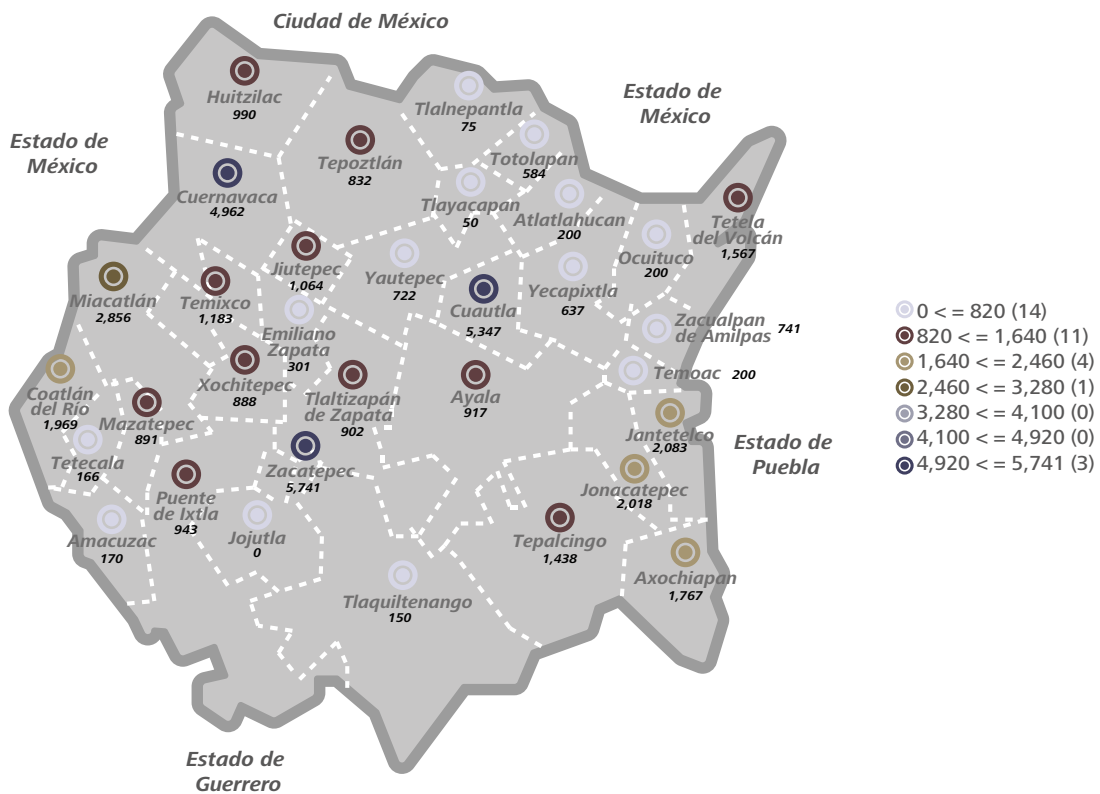 Ciudad de México
Estado de
México
Estado de
México
Huitzilac
990
Tlalnepantla
75
Tepoztlán
832
Totolapan
584
Cuernavaca
4,962
Tlayacapan
50
Atlatlahucan
200
Tetela
del Volcán
1,567
Ocuituco
200
Jiutepec
1,064
Yautepec
722
Yecapixtla
637
Miacatlán
2,856
Temixco
1,183
Cuautla
5,347
Emiliano
Zapata
301
Zacualpan
de Amilpas
741
Temoac 200
Xochitepec
888
Tlaltizapán
de Zapata
902
Ayala
917
Coatlán
del Río
1,969
Mazatepec
891
Jantetelco
2,083
Estado de
Puebla
Tetecala
166
Zacatepec
5,741
Puente
de Ixtla
943
Jonacatepec
2,018
Jojutla
0
Amacuzac
170
Tepalcingo
1,438
Axochiapan
1,767
Tlaquiltenango
150
Estado de
Guerrero
0 < = 820 (14)
820 < = 1,640 (11)
1,640 < = 2,460 (4)
2,460 < = 3,280 (1)
3,280 < = 4,100 (0)
4,100 < = 4,920 (0)
4,920 < = 5,741 (3)